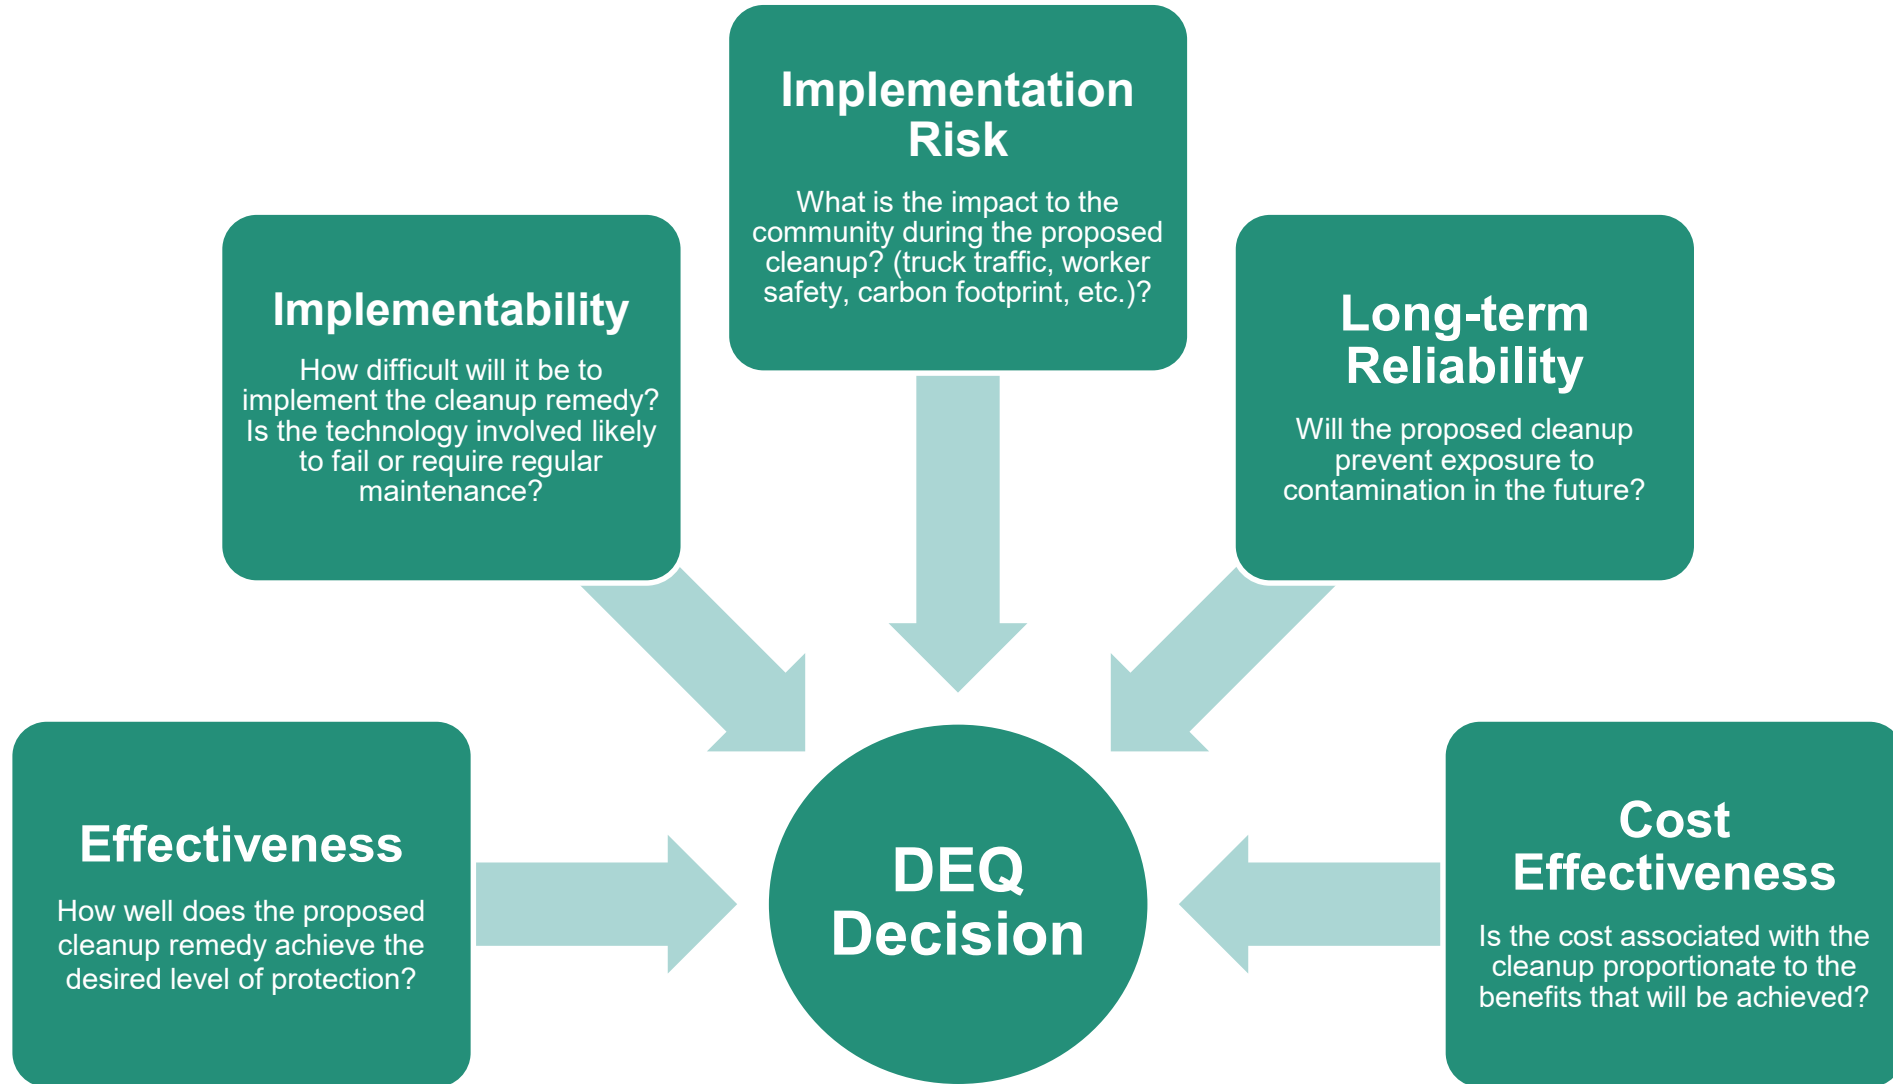 Implementation
Risk
What is the impact to the
community during the proposed
cleanup? (truck traffic, worker
safety, carbon footprint, etc.)?
Implementability
How difficult will it be to
implement the cleanup remedy?
Is the technology involved likely
to fail or require regular
maintenance?
Long-term
Reliability
Will the proposed cleanup
prevent exposure to
contamination in the future?
Effectiveness
How well does the proposed
cleanup remedy achieve the
desired level of protection?
DEQ
Decision
Cost
Effectiveness
Is the cost associated with the
cleanup proportionate to the
benefits that will be achieved?